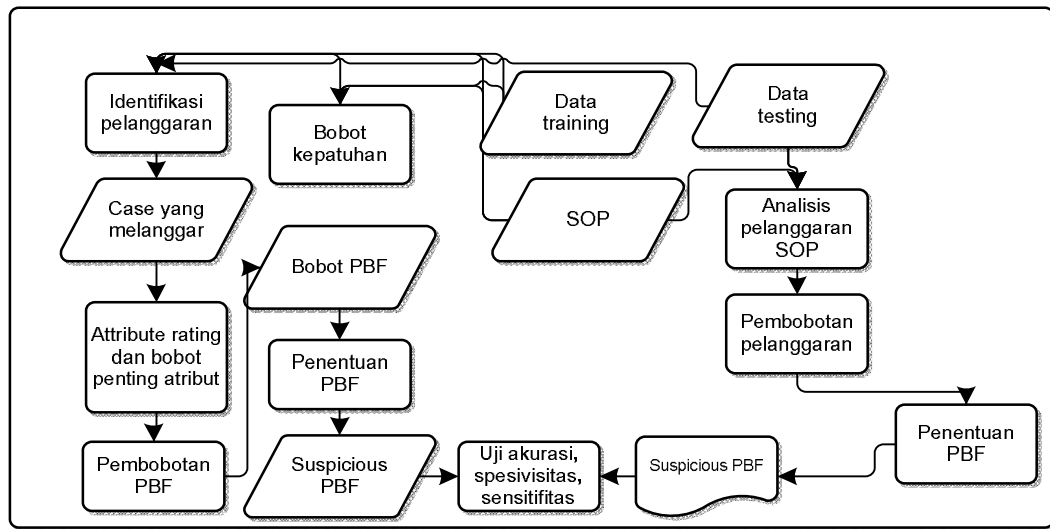 Identifikasi
pelanggaran
Bobot
kepatuhan
Data
training
Data
testing
Case yang
melanggar
SOP
Analisis
pelanggaran
SOP
Bobot PBF
Attribute rating
dan bobot
penting atribut
Penentuan
PBF
Pembobotan
pelanggaran
Pembobotan
PBF
Suspicious
PBF
Uji akurasi,
spesivisitas,
sensitifitas
Suspicious PBF
Penentuan
PBF